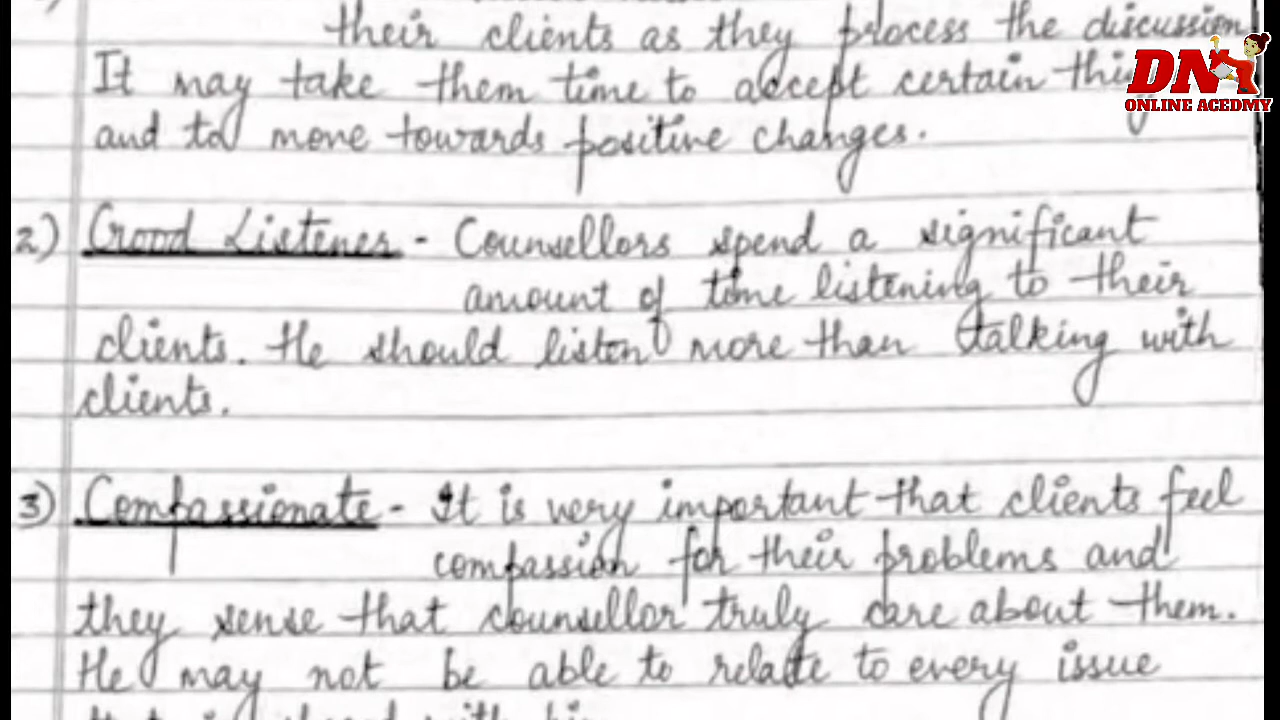 their clients as they process the discussion
It may take them time to accept certain
and to move towards positive changes.
2) Good Listener - Counsellors spend a significant
amount of time listening to their
clients. He should listen more than talking with
clients.
3) Compassionate - It is very important that clients feel
compassion for their problems and
they sense that counsellor truly care about them.
He may not be able to relate to every issue
DN
ONLINE ACEDMY